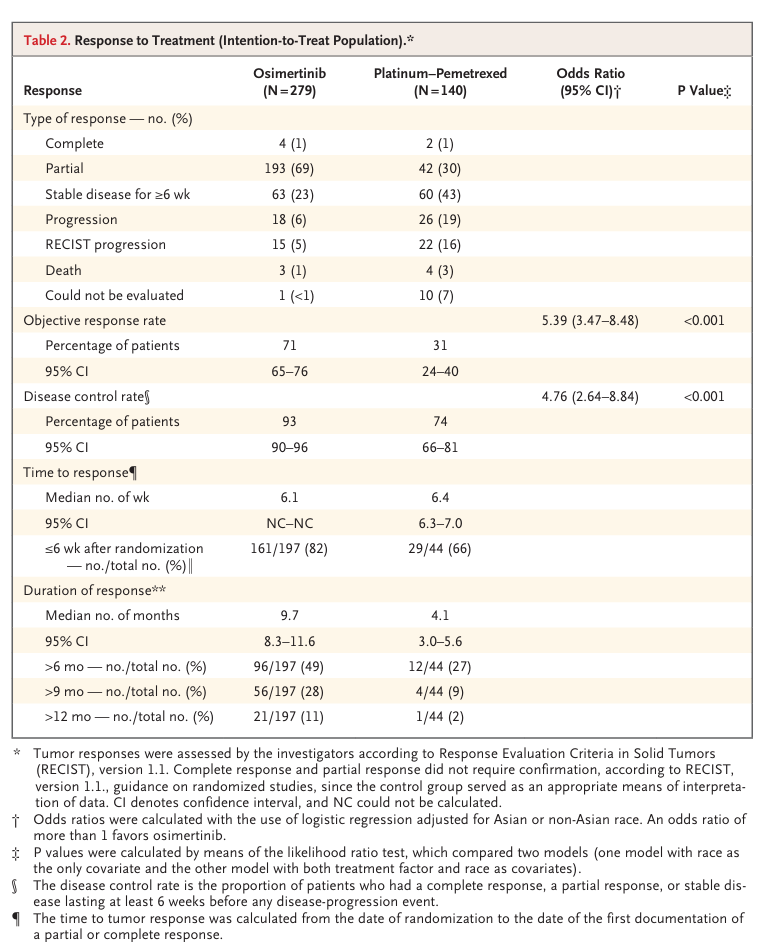 Table 2. Response to Treatment (Intention-to-Treat Population).*
Response Osimertinib (N=279) Platinum–Pemetrexed (N=140) Odds Ratio (95% CI)† P Value‡
Type of response — no. (%)
Complete 4 (1) 2 (1)
Partial 193 (69) 42 (30)
Stable disease for ≥6 wk 63 (23) 60 (43)
Progression 18 (6) 26 (19)
RECIST progression 15 (5) 22 (16)
Death 3 (1) 4 (3)
Could not be evaluated 1 (<1) 10 (7)
Objective response rate 5.39 (3.47–8.48) <0.001
Percentage of patients 71 31
95% CI 65–76 24–40
Disease control rate§ 4.76 (2.64–8.84) <0.001
Percentage of patients 93 74
95% CI 90–96 66–81
Time to response¶
Median no. of wk 6.1 6.4
95% CI NC–NC 6.3–7.0
≤6 wk after randomization 161/197 (82) 29/44 (66)
— no./total no. (%)‖
Duration of response**
Median no. of months 9.7 4.1
95% CI 8.3–11.6 3.0–5.6
>6 mo — no./total no. (%) 96/197 (49) 12/44 (27)
>9 mo — no./total no. (%) 56/197 (28) 4/44 (9)
>12 mo — no./total no. (%) 21/197 (11) 1/44 (2)
* Tumor responses were assessed by the investigators according to Response Evaluation Criteria in Solid Tumors
(RECIST), version 1.1. Complete response and partial response did not require confirmation, according to RECIST,
version 1.1., guidance on randomized studies, since the control group served as an appropriate means of interpreta-
tion of data. CI denotes confidence interval, and NC could not be calculated.
† Odds ratios were calculated with the use of logistic regression adjusted for Asian or non-Asian race. An odds ratio of
more than 1 favors osimertinib.
‡ P values were calculated by means of the likelihood ratio test, which compared two models (one model with race as
the only covariate and the other model with both treatment factor and race as covariates).
§ The disease control rate is the proportion of patients who had a complete response, a partial response, or stable dis-
ease lasting at least 6 weeks before any disease-progression event.
¶ The time to tumor response was calculated from the date of randomization to the date of the first documentation of
a partial or complete response.